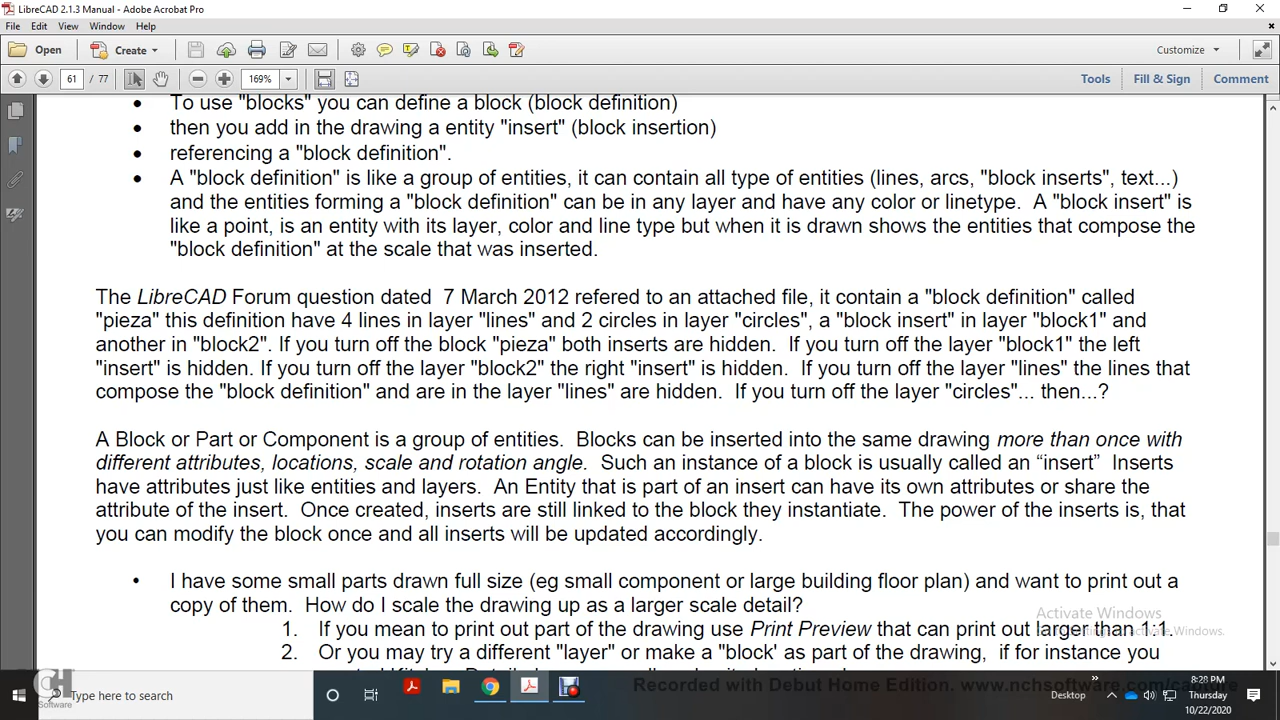 LibreCAD 2.1.3 Manual - Adobe Acrobat Pro
File Edit View Window Help
Open Create Customize
61 / 77 169% Tools Fill & Sign Comment
• To use "blocks" you can define a block (block definition)
• then you add in the drawing a entity "insert" (block insertion)
• referencing a "block definition".
• A "block definition" is like a group of entities, it can contain all type of entities (lines, arcs, "block inserts", text...)
and the entities forming a "block definition" can be in any layer and have any color or linetype. A "block insert" is
like a point, is an entity with its layer, color and line type but when it is drawn shows the entities that compose the
"block definition" at the scale that was inserted.
The LibreCAD Forum question dated 7 March 2012 refered to an attached file, it contain a "block definition" called
"pieza" this definition have 4 lines in layer "lines" and 2 circles in layer "circles", a "block insert" in layer "block1" and
another in "block2". If you turn off the block "pieza" both inserts are hidden. If you turn off the layer "block1" the left
"insert" is hidden. If you turn off the layer "block2" the right "insert" is hidden. If you turn off the layer "lines" the lines that
compose the "block definition" and are in the layer "lines" are hidden. If you turn off the layer "circles"... then...?
A Block or Part or Component is a group of entities. Blocks can be inserted into the same drawing more than once with
different attributes, locations, scale and rotation angle. Such an instance of a block is usually called an “insert” Inserts
have attributes just like entities and layers. An Entity that is part of an insert can have its own attributes or share the
attribute of the insert. Once created, inserts are still linked to the block they instantiate. The power of the inserts is, that
you can modify the block once and all inserts will be updated accordingly.
• I have some small parts drawn full size (eg small component or large building floor plan) and want to print out a
copy of them. How do I scale the drawing up as a larger scale detail?
Activate Windows
1. If you mean to print out part of the drawing use Print Preview that can print out larger than 1:1.
Windows.
2. Or you may try a different "layer" or make a "block' as part of the drawing, if for instance you
NCH Software
Type here to search
Recorded with Debut Home Edition. www.nchsoftware.com/capture
Desktop
8:28 PM
Thursday
10/22/2020